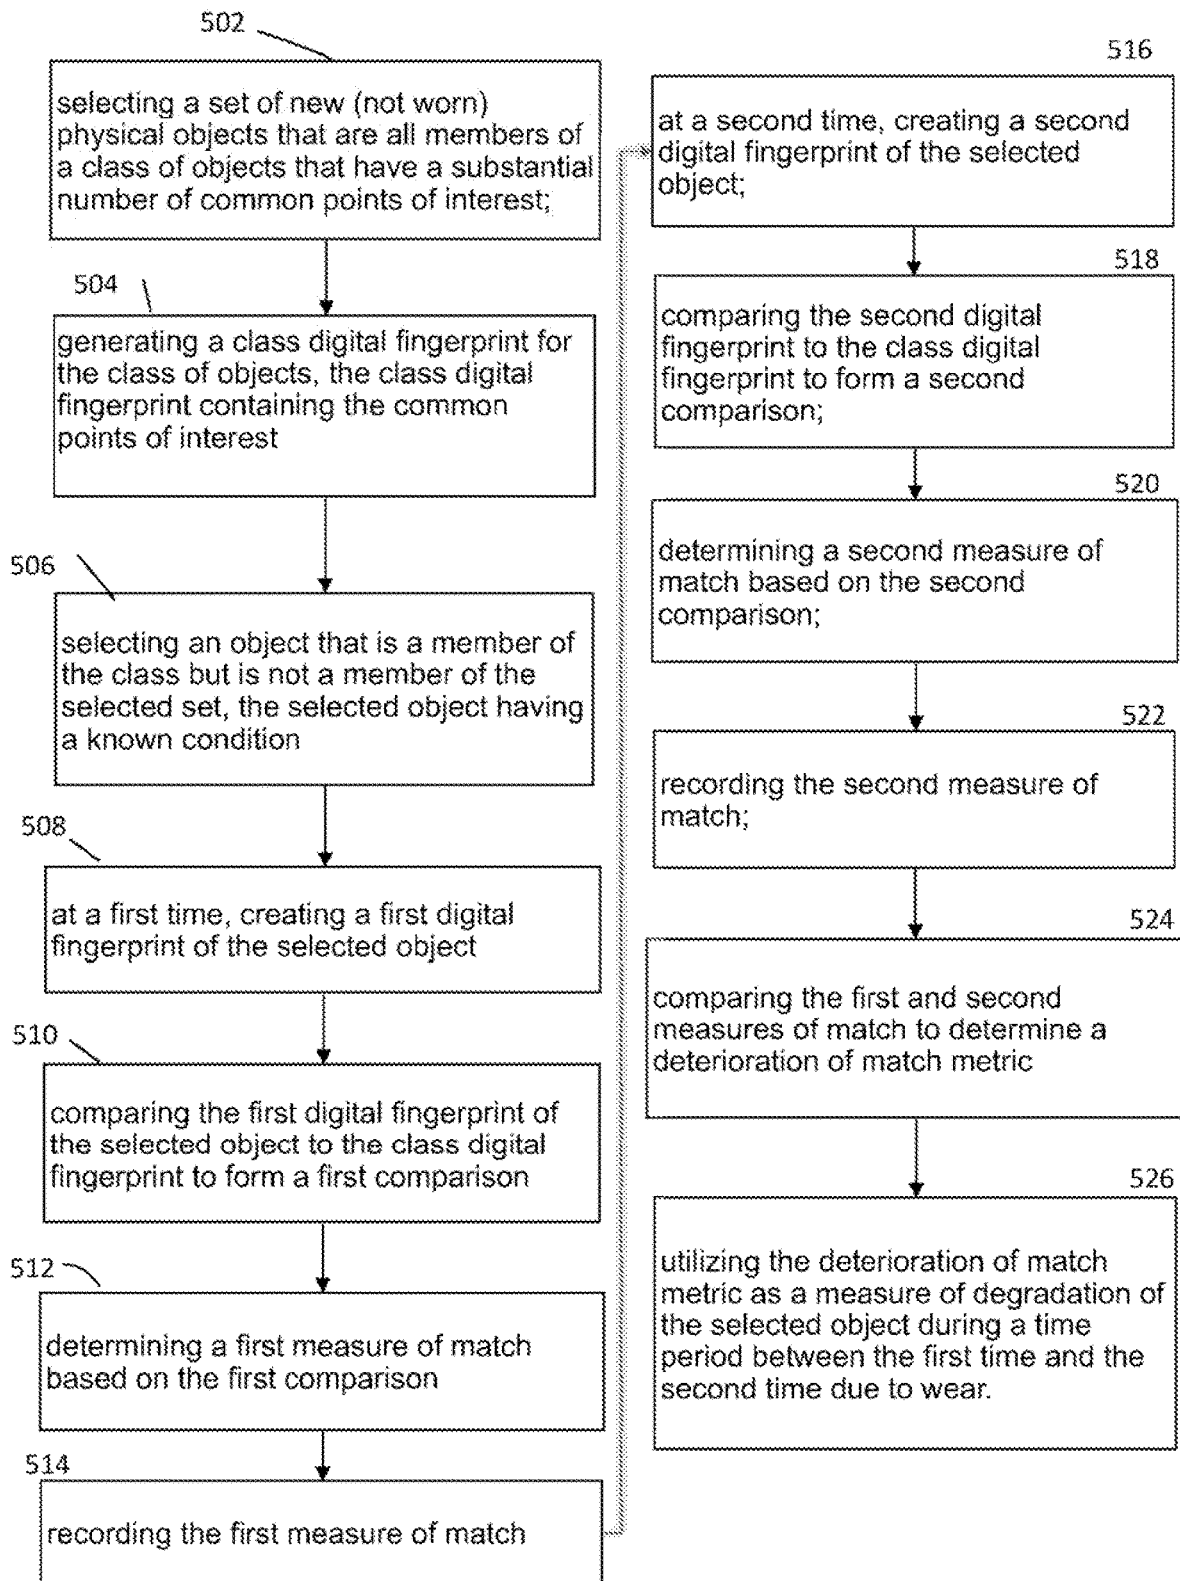 502
selecting a set of new (not worn)
physical objects that are all members of
a class of objects that have a substantial
number of common points of interest;
504
generating a class digital fingerprint for
the class of objects, the class digital
fingerprint containing the common
points of interest
506
selecting an object that is a member of
the class but is not a member of the
selected set, the selected object having
a known condition
508
at a first time, creating a first digital
fingerprint of the selected object
510
comparing the first digital fingerprint of
the selected object to the class digital
fingerprint to form a first comparison
512
determining a first measure of match
based on the first comparison
514
recording the first measure of match
516
at a second time, creating a second
digital fingerprint of the selected
object;
518
comparing the second digital
fingerprint to the class digital
fingerprint to form a second
comparison;
520
determining a second measure of
match based on the second
comparison;
522
recording the second measure of
match;
524
comparing the first and second
measures of match to determine a
deterioration of match metric
526
utilizing the deterioration of match
metric as a measure of degradation of
the selected object during a time
period between the first time and the
second time due to wear.